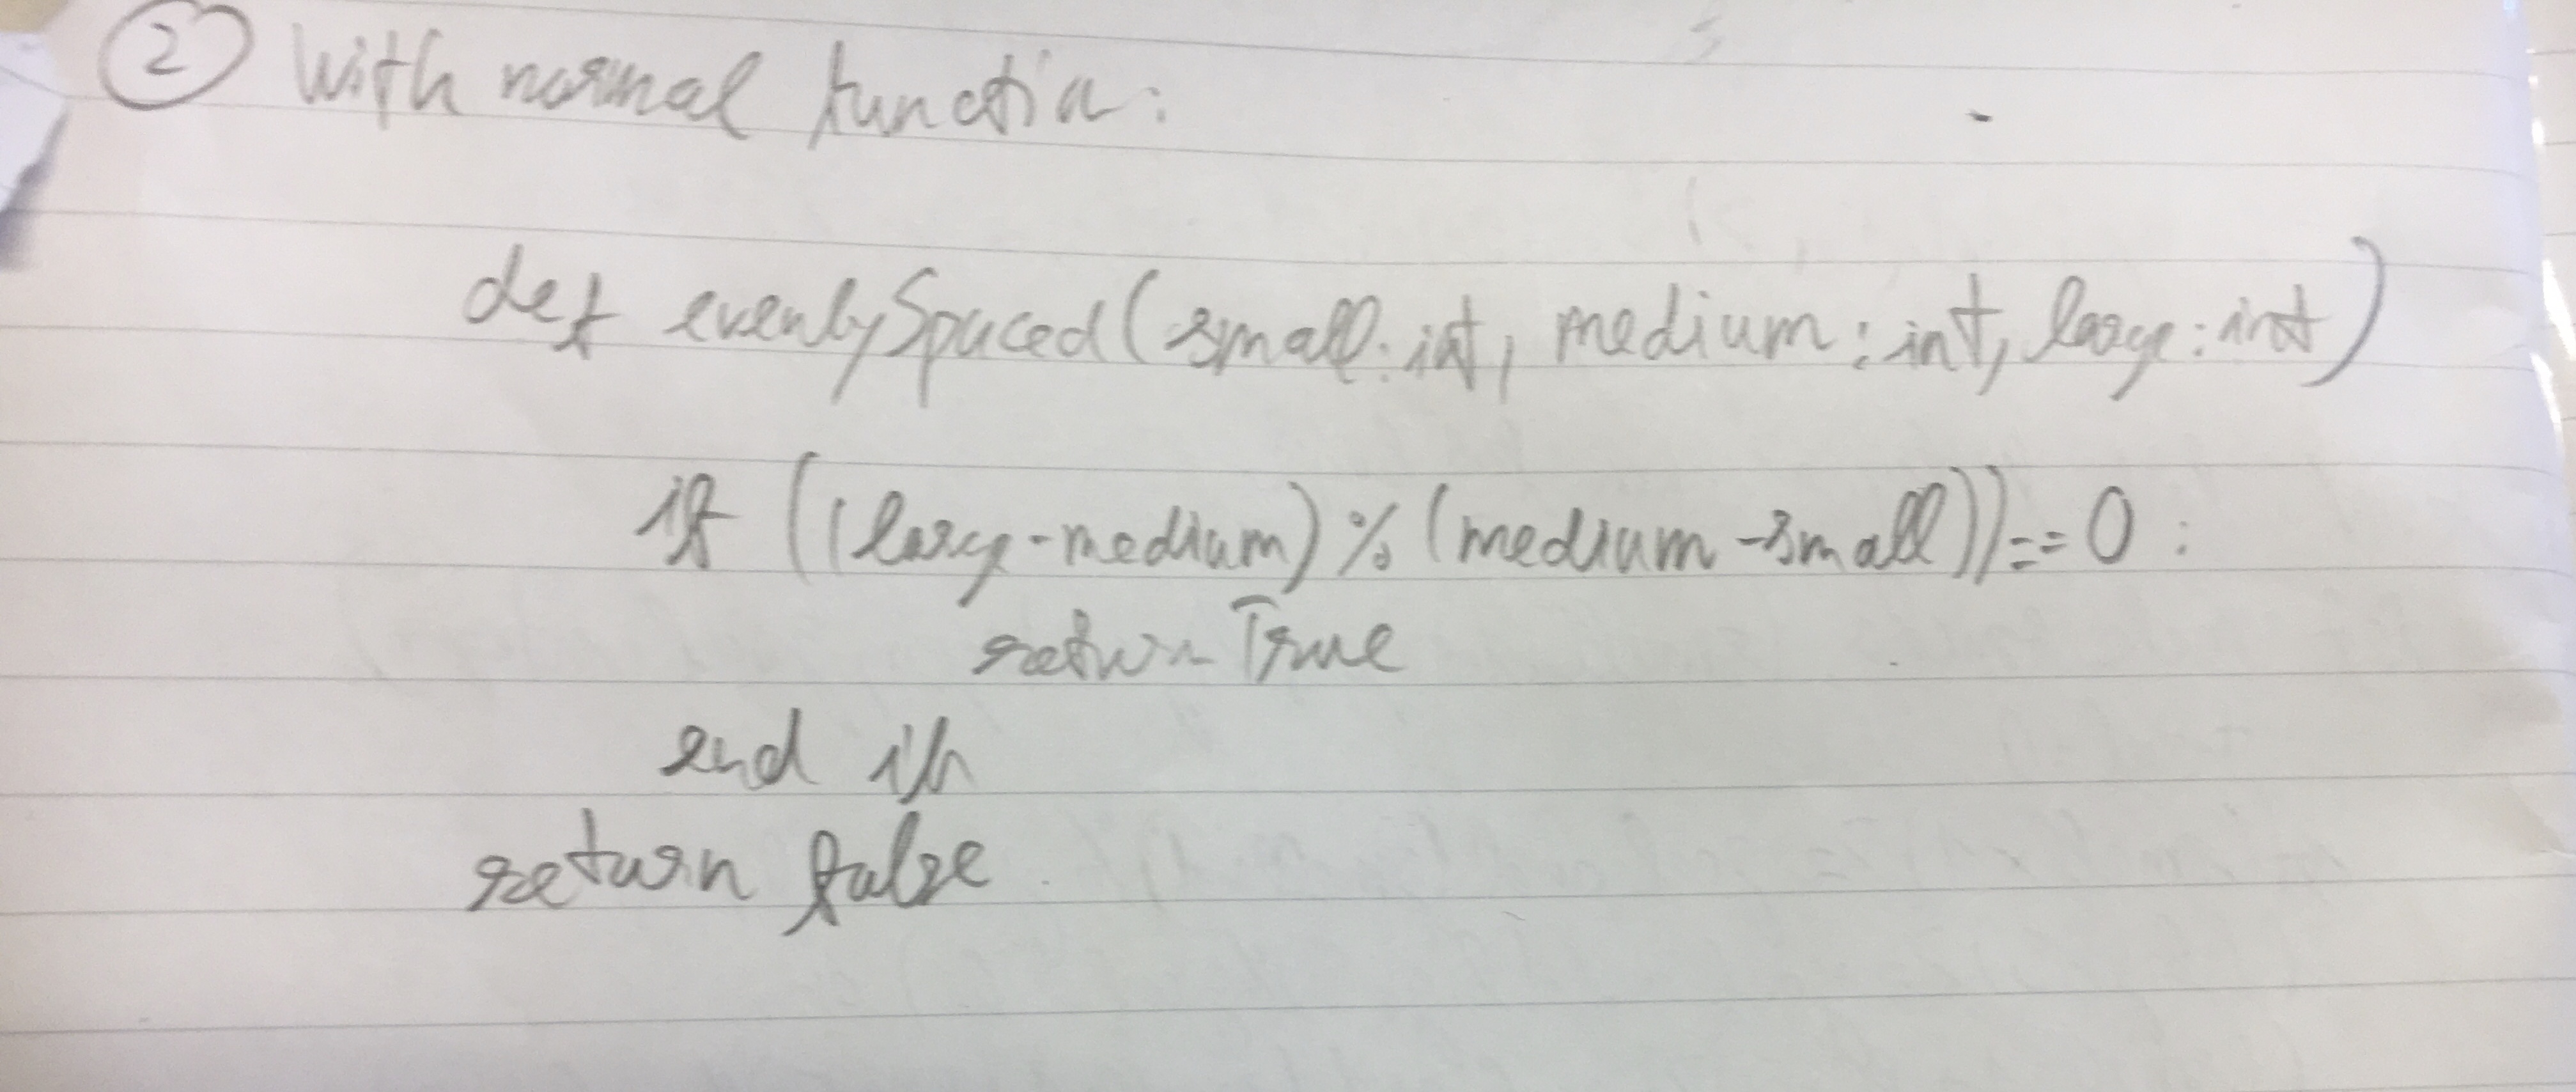 ② With normal function:
def evenlySpaced(small: int, medium: int, large: int)
if ((large-medium) % (medium-small)) == 0 :
return True
end if
return false